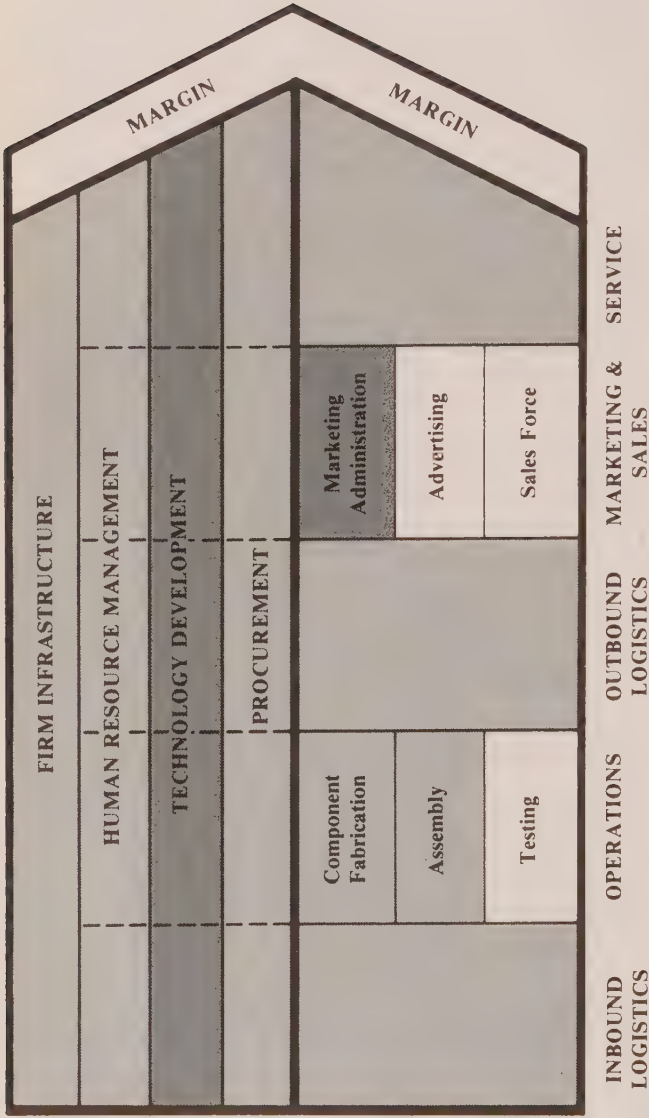 FIRM INFRASTRUCTURE
HUMAN RESOURCE MANAGEMENT
TECHNOLOGY DEVELOPMENT
PROCUREMENT
MARGIN
MARGIN
Component
Fabrication
Assembly
Testing
Marketing
Administration
Advertising
Sales Force
INBOUND
LOGISTICS
OPERATIONS
OUTBOUND
LOGISTICS
MARKETING &
SALES
SERVICE